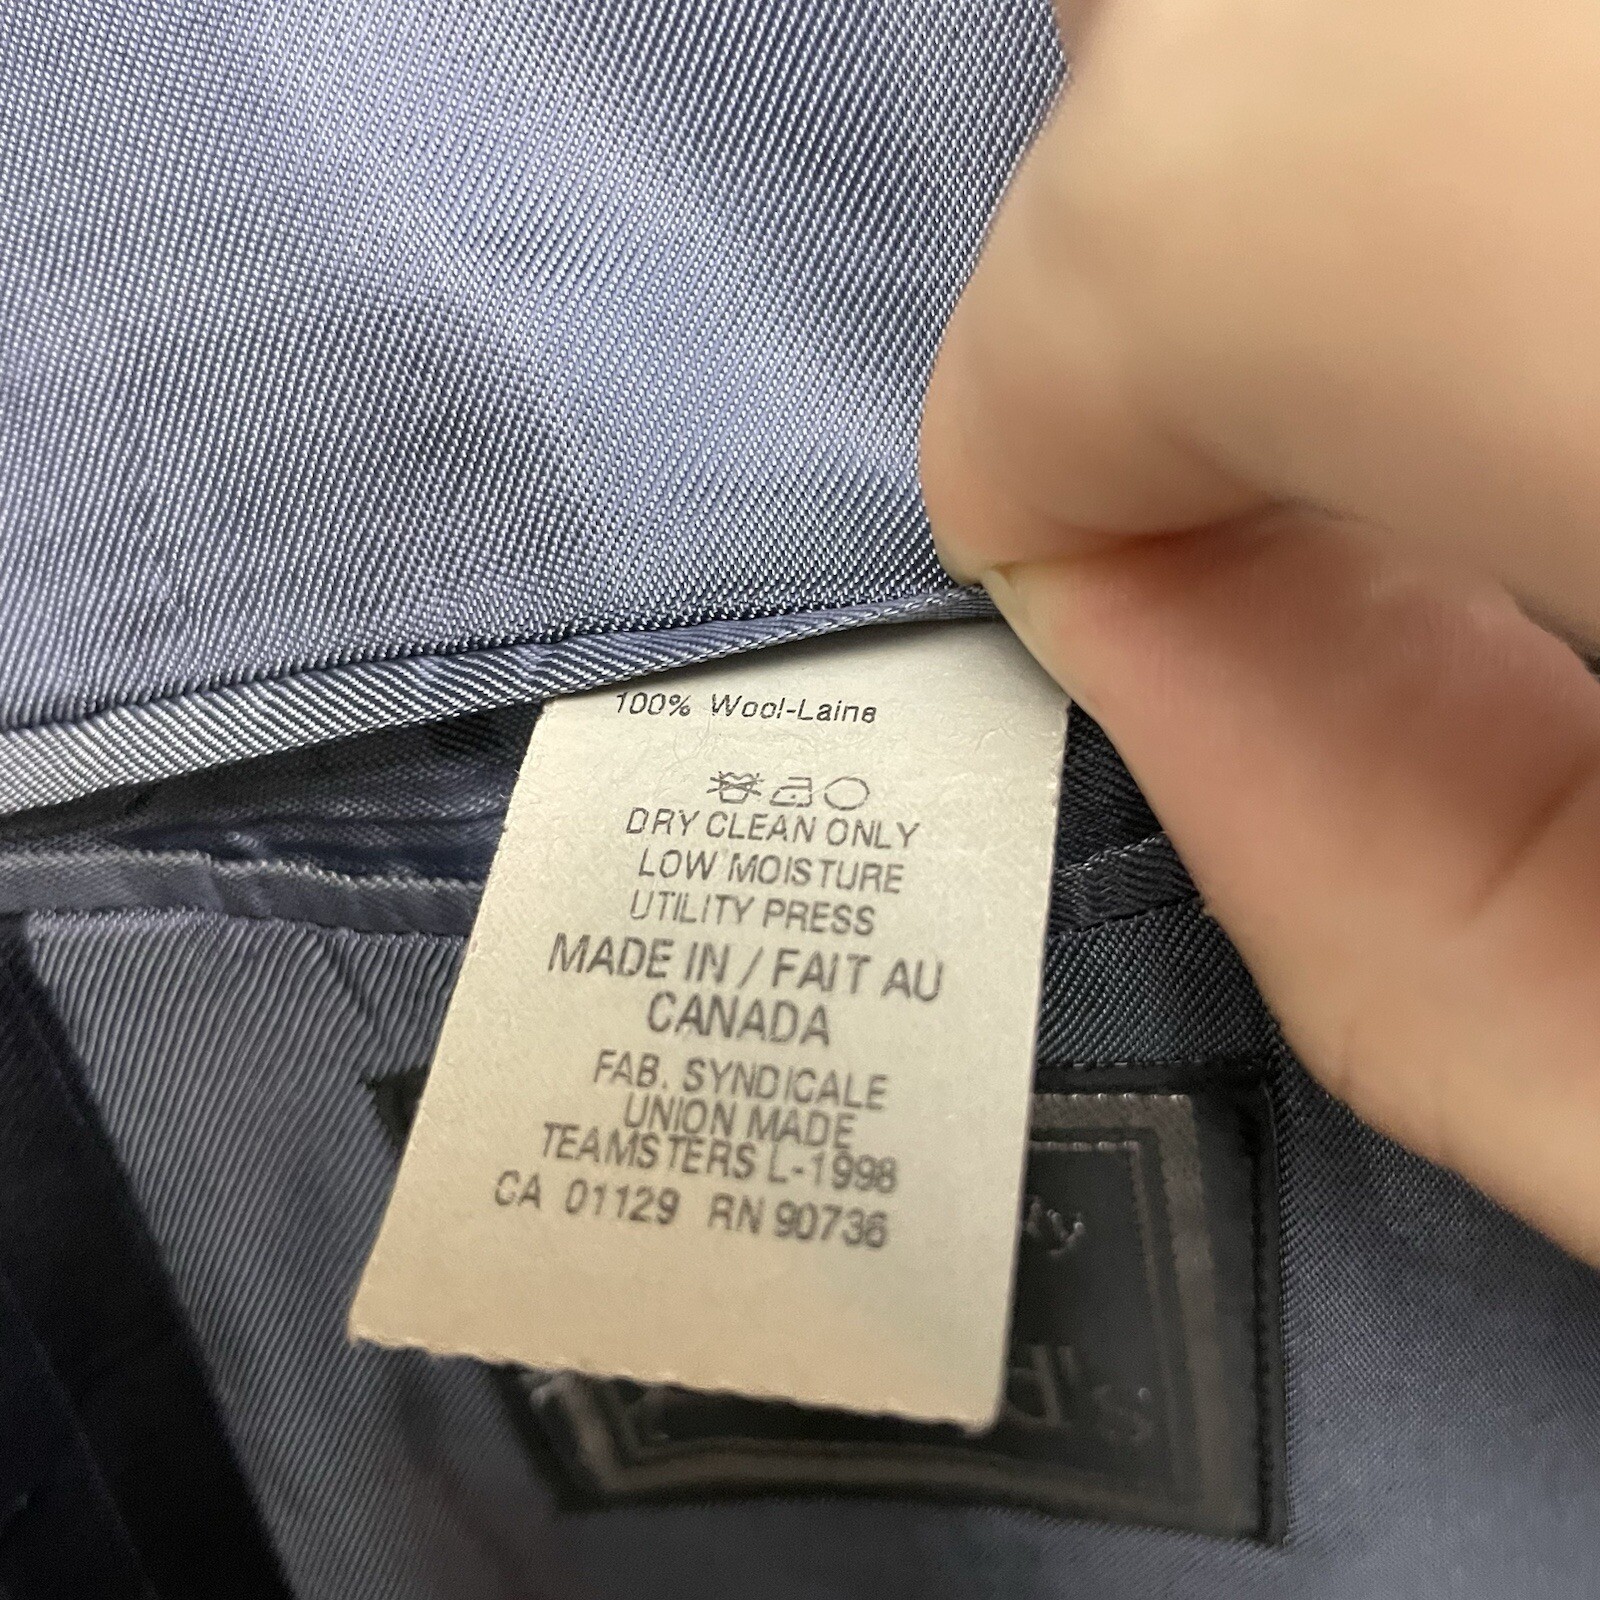 100% Wool-Laine
DRY CLEAN ONLY
LOW MOISTURE
UTILITY PRESS
MADE IN / FAIT AU
CANADA
FAB. SYNDICALE
UNION MADE
TEAMSTERS L-1998
CA 01129 RN 90736